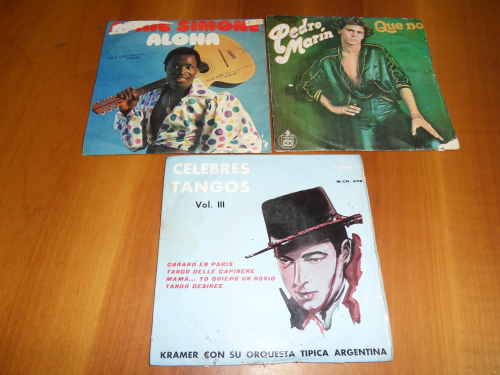 SIMONE
ALOHA
Pedro
Marín
Que no
CELEBRES
TANGOS
Vol. III
CANARO EN PARIS
TANGO DELLE CAPINERE
MAMA... YO QUIERO UN NOVIO
TANGO DESIREE
KRAMER CON SU ORQUESTA TIPICA ARGENTINA